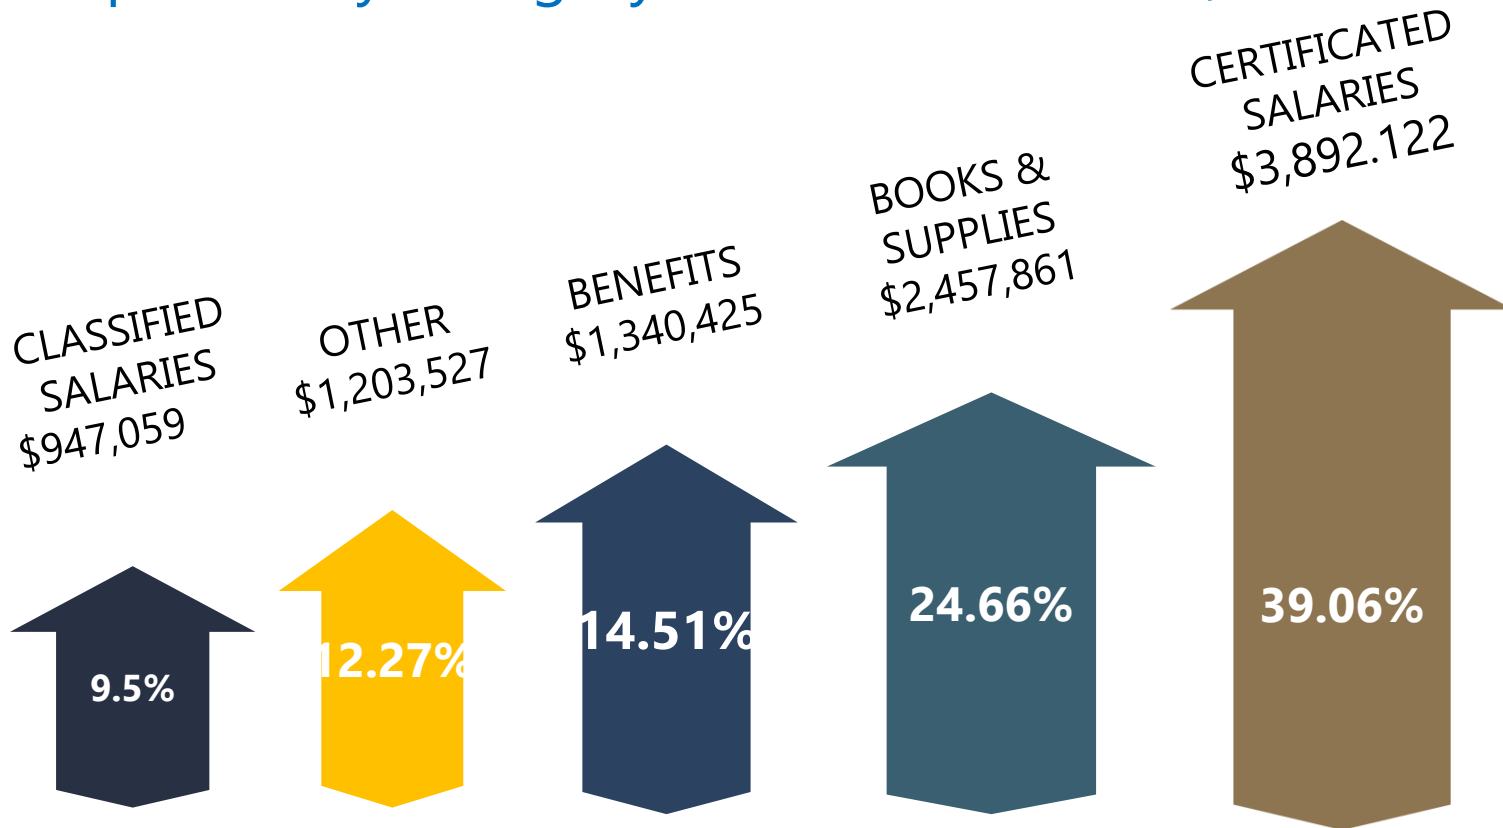 CLASSIFIED
SALARIES
$947,059
OTHER
$1,203,527
BENEFITS
$1,340,425
BOOKS &
SUPPLIES
$2,457,861
CERTIFICATED
SALARIES
$3,892.122
9.5%
12.27%
14.51%
24.66%
39.06%